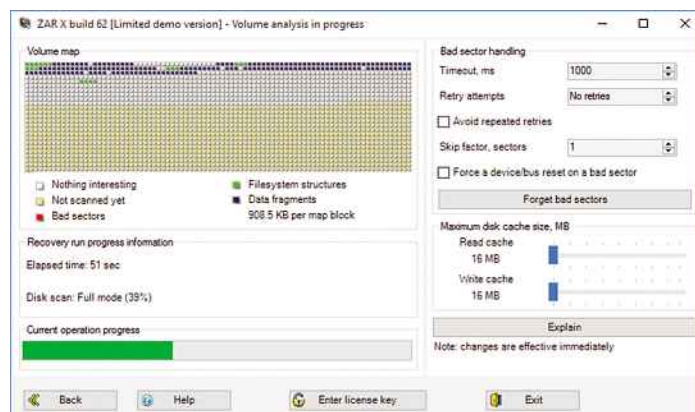 ZAR X build 62 [Limited demo version] - Volume analysis in progress
Volume map
Nothing interesting
Not scanned yet
Bad sectors
Filesystem structures
Data fragments
908.5 KB per map block
Recovery run progress information
Elapsed time: 51 sec
Disk scan: Full mode (39%)
Current operation progress
Bad sector handling
Timeout, ms 1000
Retry attempts No retries
Avoid repeated retries
Skip factor, sectors 1
Force a device/bus reset on a bad sector
Forget bad sectors
Maximum disk cache size, MB
Read cache
16 MB
Write cache
16 MB
Explain
Note: changes are effective immediately
Back Help Enter license key Exit